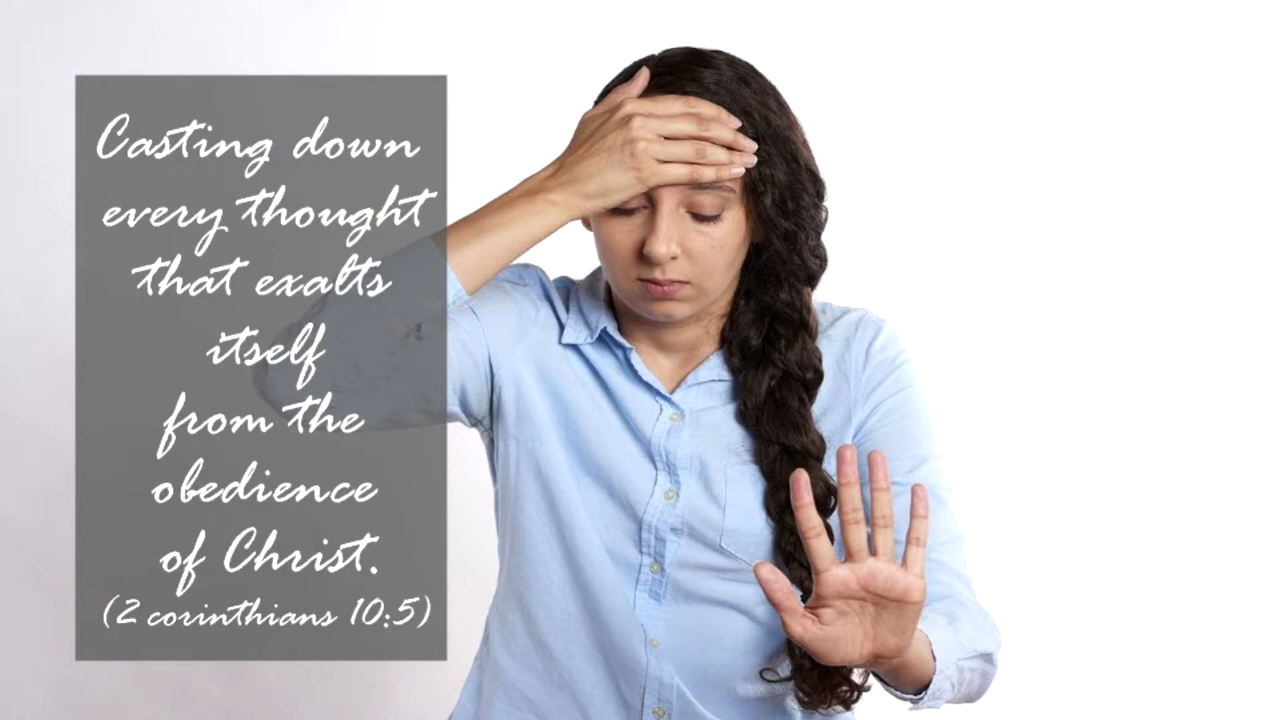 Casting down
every thought
that exalts
itself
from the
obedience
of Christ.
(2 corinthians 10:5)